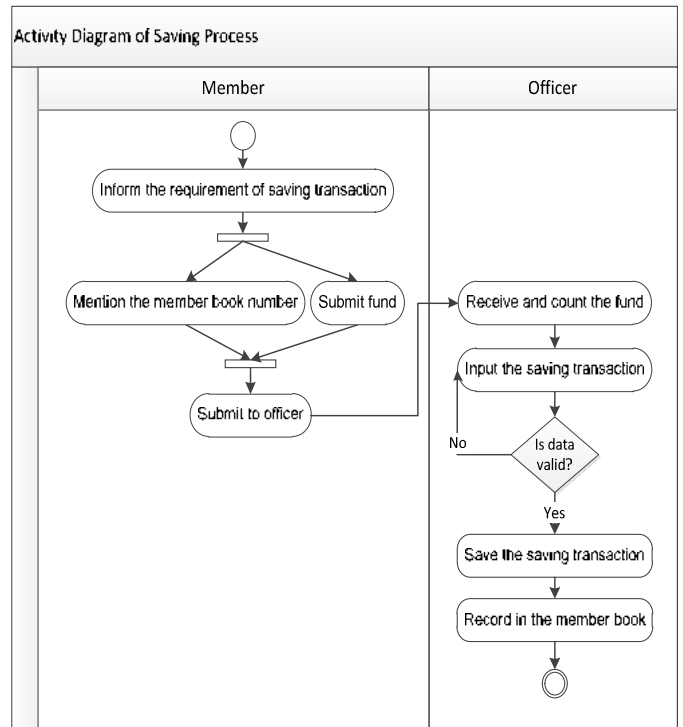 Activity Diagram of Saving Process
Member
Officer
Inform the requirement of saving transaction
Mention the member book number
Submit fund
Submit to officer
Receive and count the fund
Input the saving transaction
Is data
valid?
No
Yes
Save the saving transaction
Record in the member book